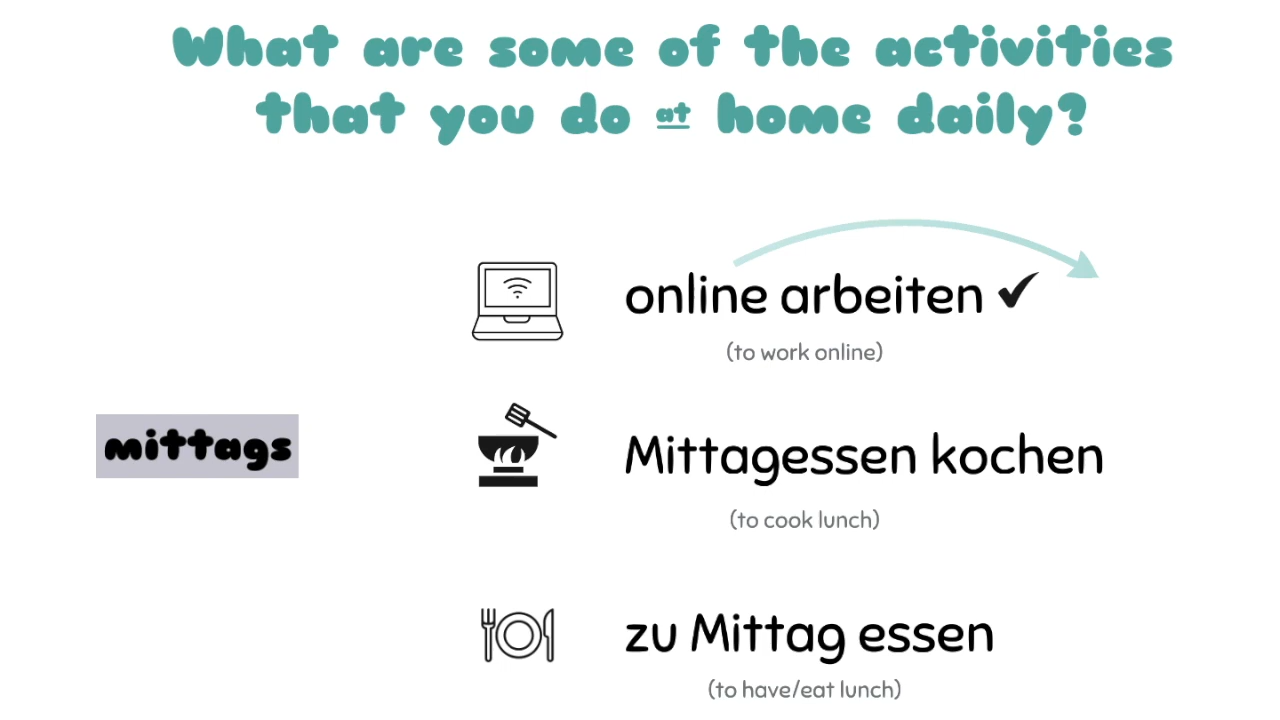 What are some of the activities
that you do at home daily?
online arbeiten ✔
(to work online)
mittags
Mittagessen kochen
(to cook lunch)
zu Mittag essen
(to have/eat lunch)